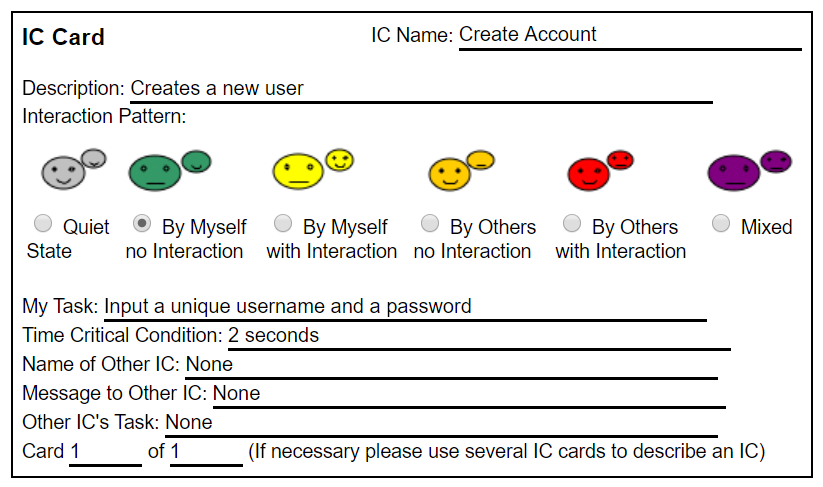 IC Card IC Name: Create Account
Description: Creates a new user
Interaction Pattern:
Quiet By Myself By Myself By Others By Others Mixed
State no Interaction with Interaction no Interaction with Interaction
My Task: Input a unique username and a password
Time Critical Condition: 2 seconds
Name of Other IC: None
Message to Other IC: None
Other IC's Task: None
Card 1 of 1 (If necessary please use several IC cards to describe an IC)